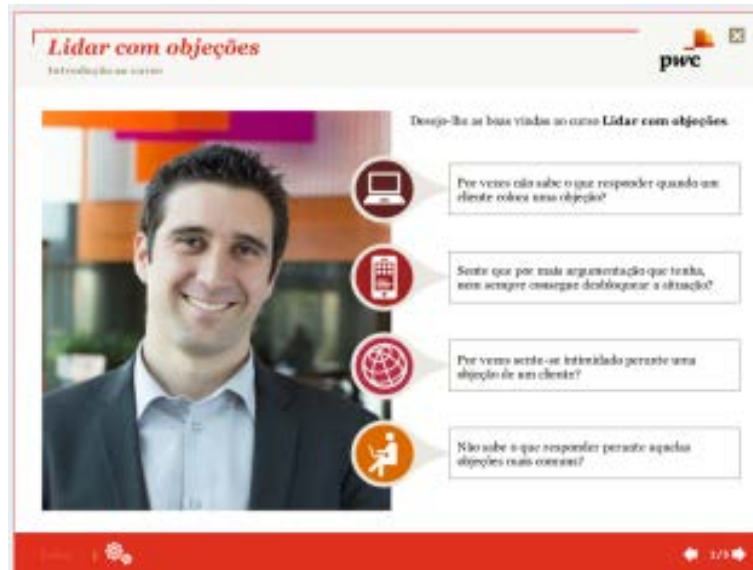 Lidar com objeções
Introdução ao curso
pwc
Desejo-lhe as boas vindas ao curso Lidar com objeções.
Por vezes não sabe o que responder quando um
cliente coloca uma objeção?
Sente que por mais argumentação que tenha,
nem sempre consegue desbloquear a situação?
Por vezes sente-se intimidado perante uma
objeção de um cliente?
Não sabe o que responder perante aquelas
objeções mais comuns?